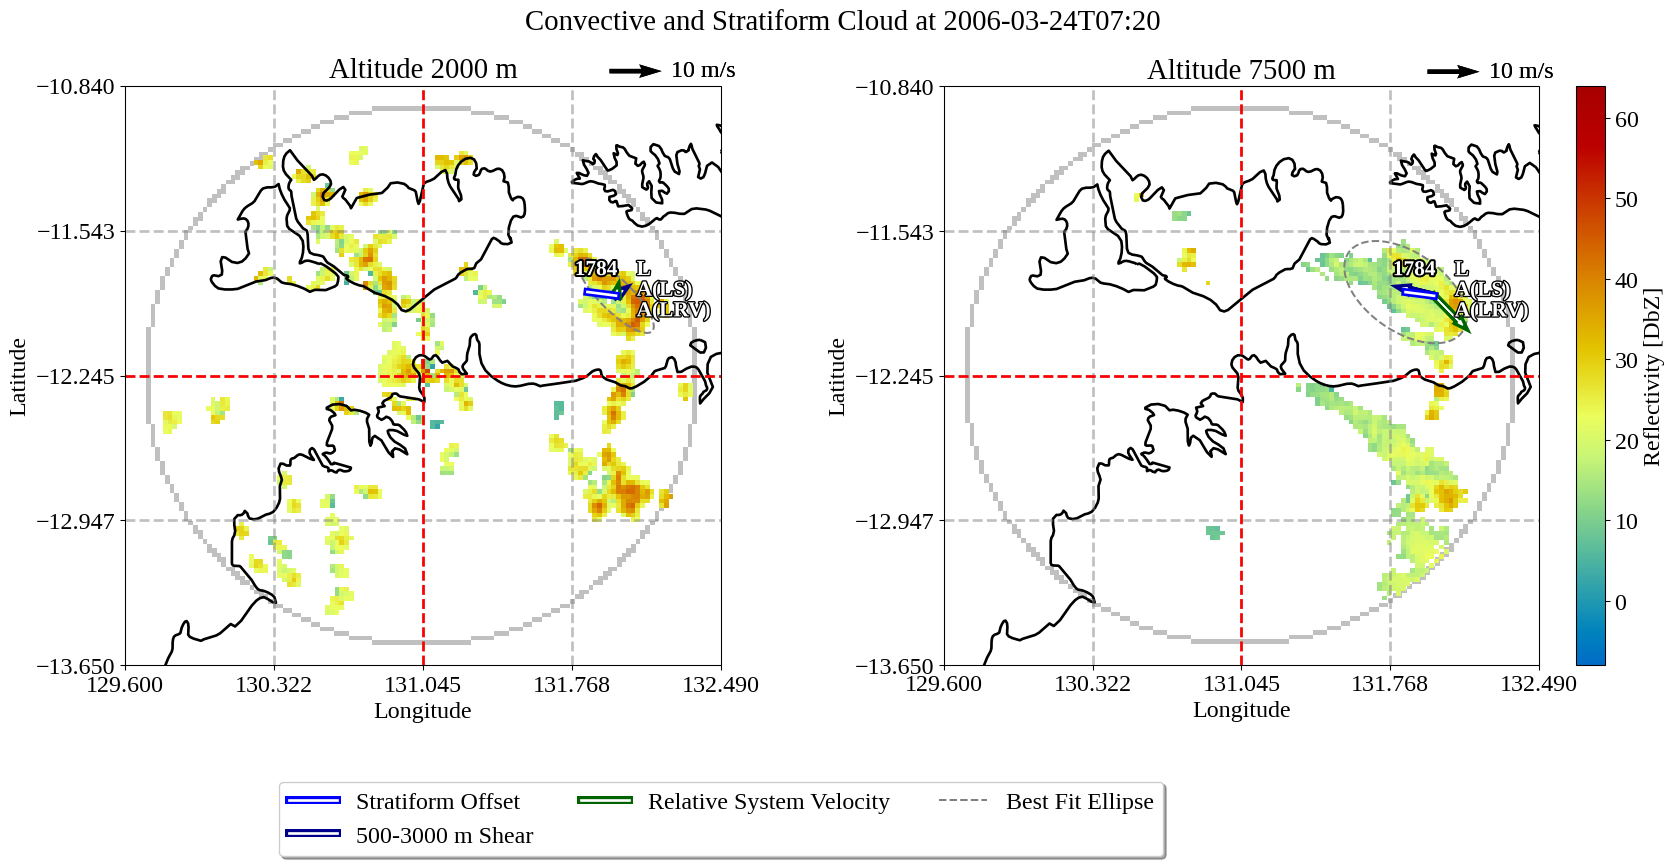 Convective and Stratiform Cloud at 2006-03-24T07:20
Altitude 2000 m
10 m/s
−10.840
−11.543
−12.245
−12.947
−13.650
Latitude
129.600
130.322
131.045
131.768
132.490
Longitude
1784
L
A(LS)
A(LRV)
Altitude 7500 m
10 m/s
−10.840
−11.543
−12.245
−12.947
−13.650
Latitude
129.600
130.322
131.045
131.768
132.490
Longitude
1784
L
A(LS)
A(LRV)
60
50
40
30
20
10
0
Reflectivity [DbZ]
Stratiform Offset
500-3000 m Shear
Relative System Velocity
Best Fit Ellipse